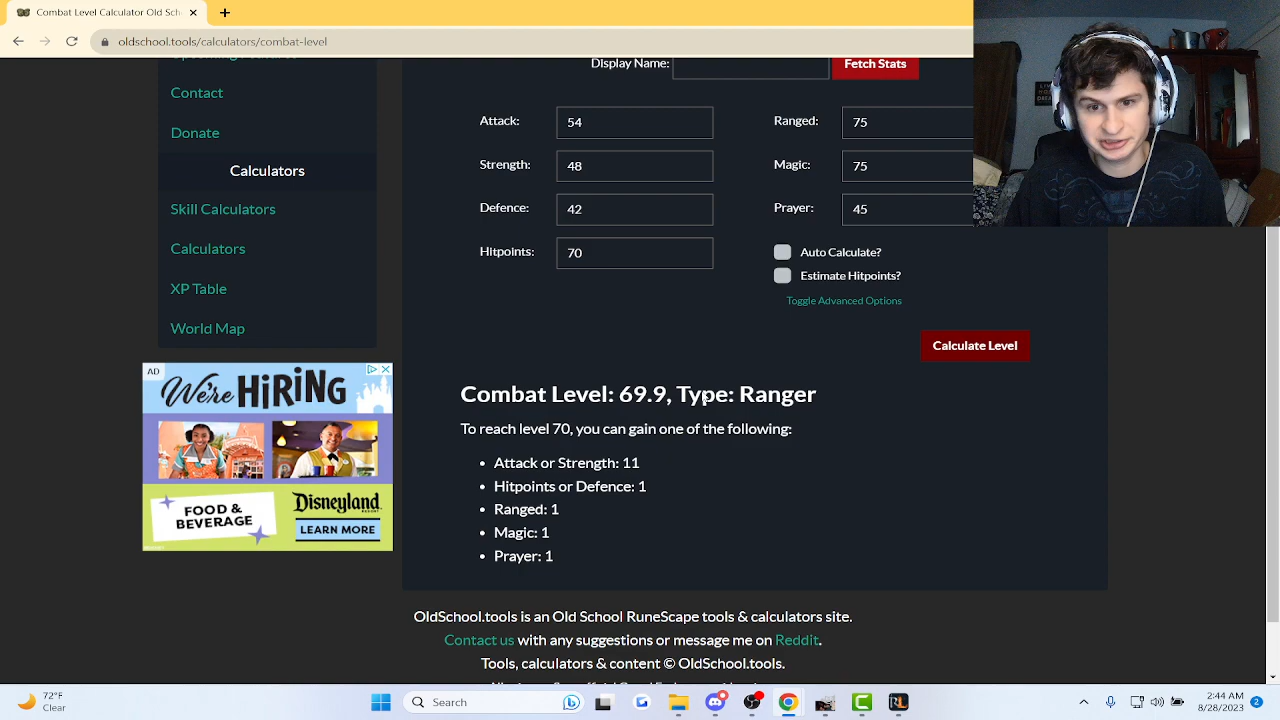 Combat Level Calculator Old Sch
oldschool.tools/calculators/combat-level
Contact
Donate
Calculators
Skill Calculators
Calculators
XP Table
World Map
AD
We're HiRiNG
FOOD &
BEVERAGE
Disneyland
RESORT
LEARN MORE
Display Name:
Fetch Stats
Attack: 54
Ranged: 75
Strength: 48
Magic: 75
Defence: 42
Prayer: 45
Hitpoints: 70
Auto Calculate?
Estimate Hitpoints?
Toggle Advanced Options
Calculate Level
Combat Level: 69.9, Type: Ranger
To reach level 70, you can gain one of the following:
• Attack or Strength: 11
• Hitpoints or Defence: 1
• Ranged: 1
• Magic: 1
• Prayer: 1
OldSchool.tools is an Old School RuneScape tools & calculators site.
Contact us with any suggestions or message me on Reddit.
Tools, calculators & content © OldSchool.tools.
72°F
Clear
Search
2:44 AM
8/28/2023
2